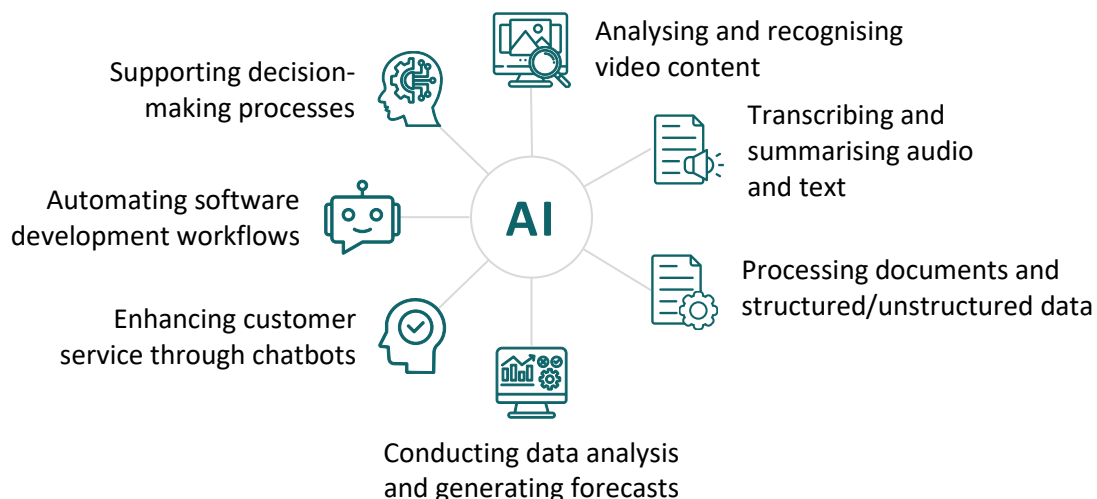 Analysing and recognising
video content
Supporting decision-
making processes
Transcribing and
summarising audio
and text
Automating software
development workflows
AI
Processing documents and
structured/unstructured data
Enhancing customer
service through chatbots
Conducting data analysis
and generating forecasts